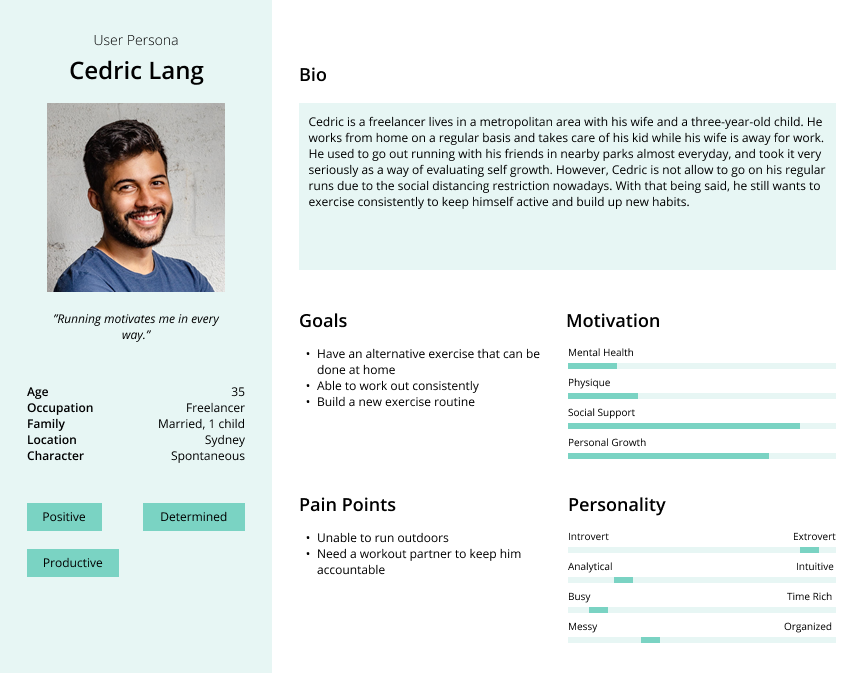 User Persona
Cedric Lang
"Running motivates me in every
way."
Age 35
Occupation Freelancer
Family Married, 1 child
Location Sydney
Character Spontaneous
Positive Determined
Productive
Bio
Cedric is a freelancer lives in a metropolitan area with his wife and a three-year-old child. He
works from home on a regular basis and takes care of his kid while his wife is away for work.
He used to go out running with his friends in nearby parks almost everyday, and took it very
seriously as a way of evaluating self growth. However, Cedric is not allow to go on his regular
runs due to the social distancing restriction nowadays. With that being said, he still wants to
exercise consistently to keep himself active and build up new habits.
Goals
• Have an alternative exercise that can be
done at home
• Able to work out consistently
• Build a new exercise routine
Motivation
Mental Health
Physique
Social Support
Personal Growth
Pain Points
• Unable to run outdoors
• Need a workout partner to keep him
accountable
Personality
Introvert Extrovert
Analytical Intuitive
Busy Time Rich
Messy Organized